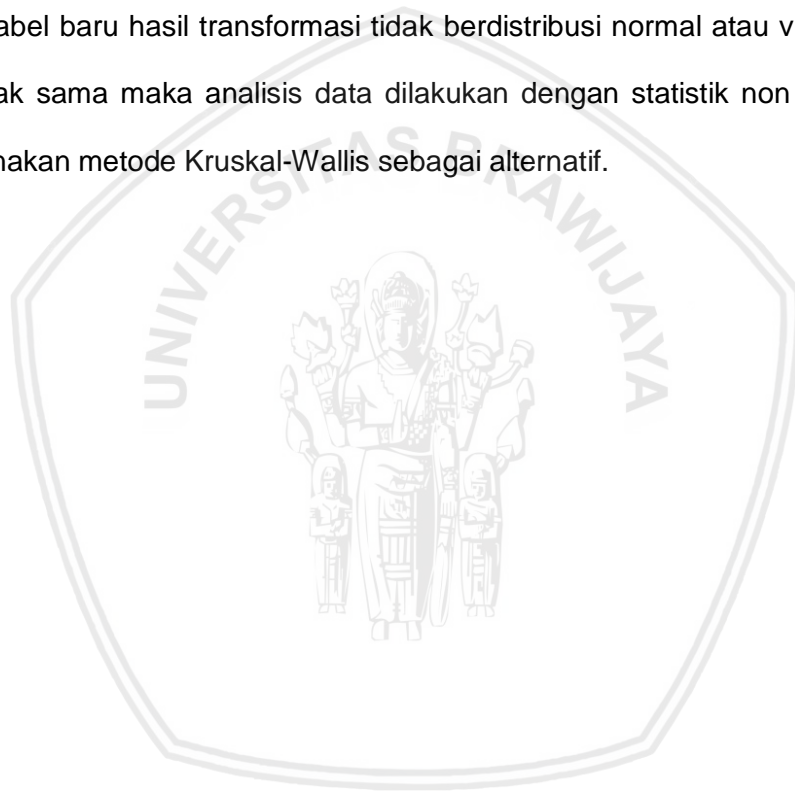 abel baru hasil transformasi tidak berdistribusi normal atau v
ak sama maka analisis data dilakukan dengan statistik non
nakan metode Kruskal-Wallis sebagai alternatif.
UNIVERSITAS BRAWIJAYA